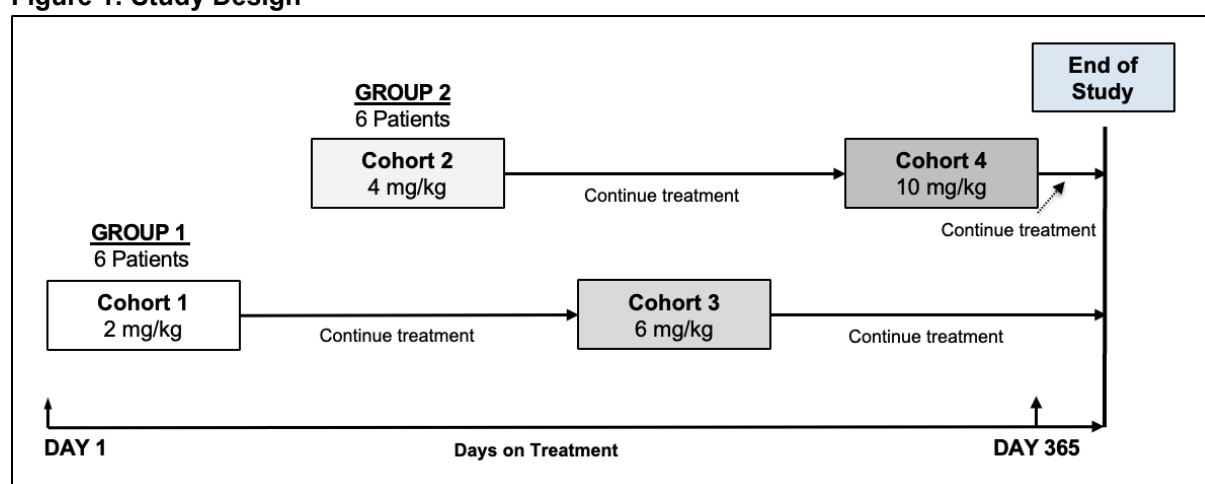 Figure 1: Study Design
End of
Study
GROUP 2
6 Patients
Cohort 2
4 mg/kg
Continue treatment
Cohort 4
10 mg/kg
Continue treatment
GROUP 1
6 Patients
Cohort 1
2 mg/kg
Continue treatment
Cohort 3
6 mg/kg
Continue treatment
DAY 1
Days on Treatment
DAY 365